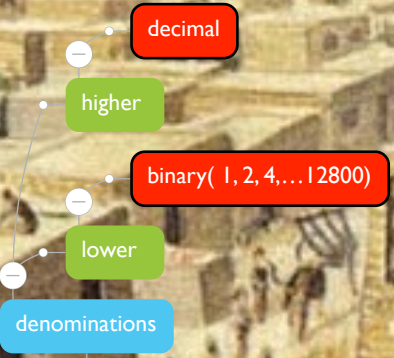 decimal
higher
binary( 1, 2, 4,...12800)
lower
denominations